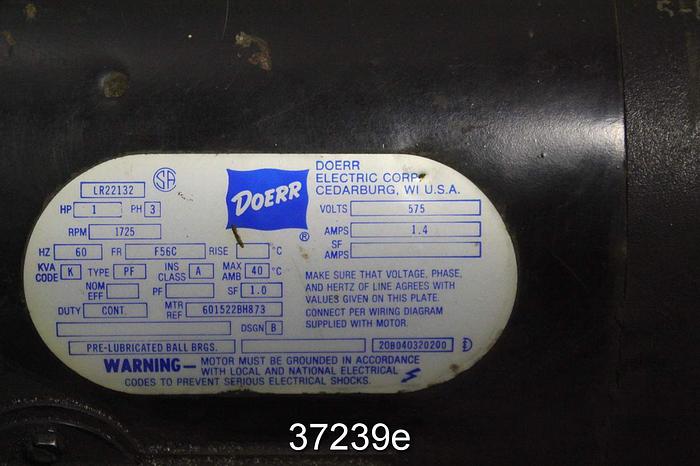 DOERR
ELECTRIC CORP.
CEDARBURG, WI U.S.A.
LR22132
SA
DOERR
®
HP 1 PH 3
VOLTS 575
RPM 1725
AMPS 1.4
HZ 60 FR F56C RISE °C
SF
AMPS
KVA
CODE K TYPE PF INS
CLASS A MAX
AMB 40 °C
NOM
EFF PF SF 1.0
DUTY CONT. MTR
REF 601522BH873
DSGN B
MAKE SURE THAT VOLTAGE, PHASE,
AND HERTZ OF LINE AGREES WITH
VALUES GIVEN ON THIS PLATE.
CONNECT PER WIRING DIAGRAM
SUPPLIED WITH MOTOR.
PRE-LUBRICATED BALL BRGS. 20B040320200
WARNING— MOTOR MUST BE GROUNDED IN ACCORDANCE
WITH LOCAL AND NATIONAL ELECTRICAL
CODES TO PREVENT SERIOUS ELECTRICAL SHOCKS.
37239e